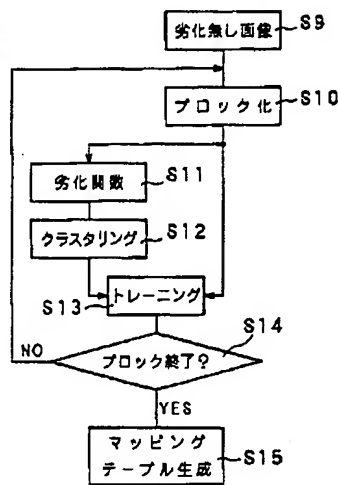 劣化無し画像
S9
ブロック化
S10
劣化関数
S11
クラスタリング
S12
トレーニング
S13
ブロック終了?
S14
NO
YES
マッピング
テーブル生成
S15